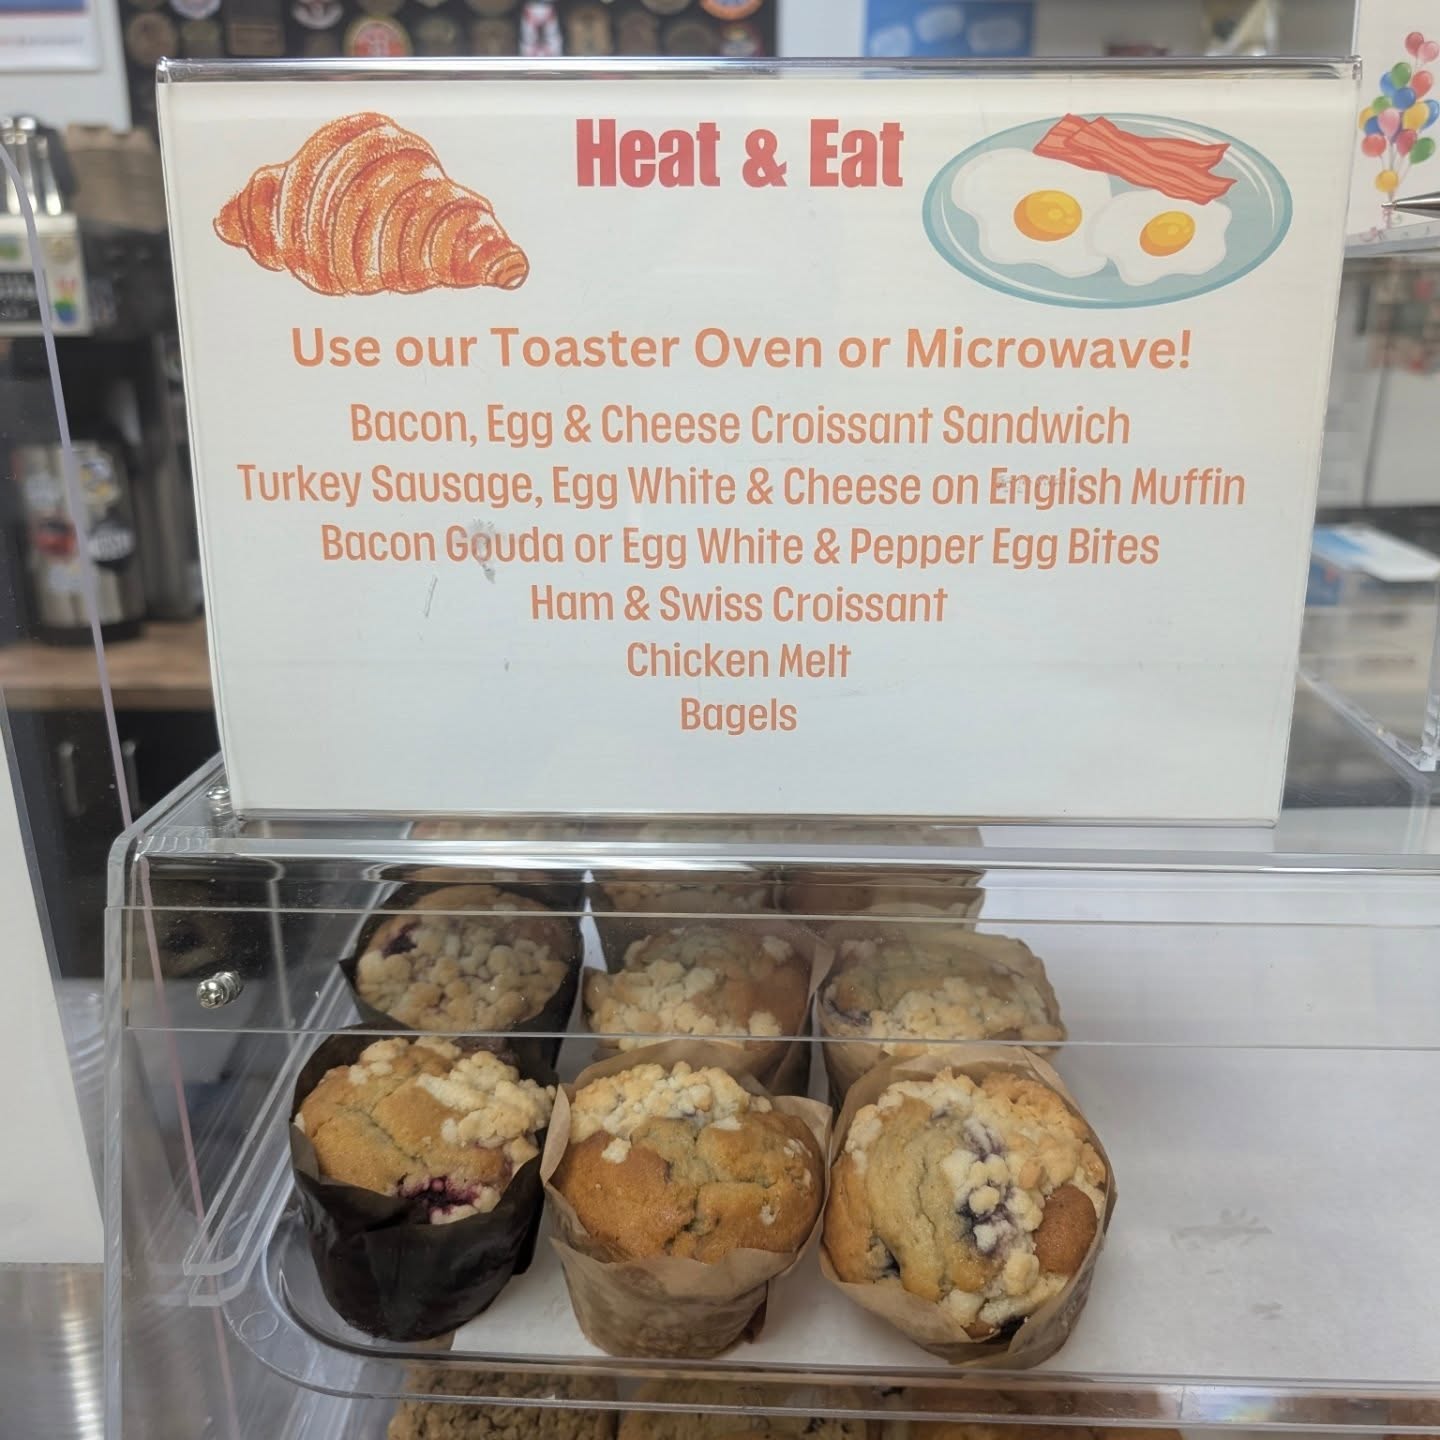 Heat & Eat
Use our Toaster Oven or Microwave!
Bacon, Egg & Cheese Croissant Sandwich
Turkey Sausage, Egg White & Cheese on English Muffin
Bacon Gouda or Egg White & Pepper Egg Bites
Ham & Swiss Croissant
Chicken Melt
Bagels